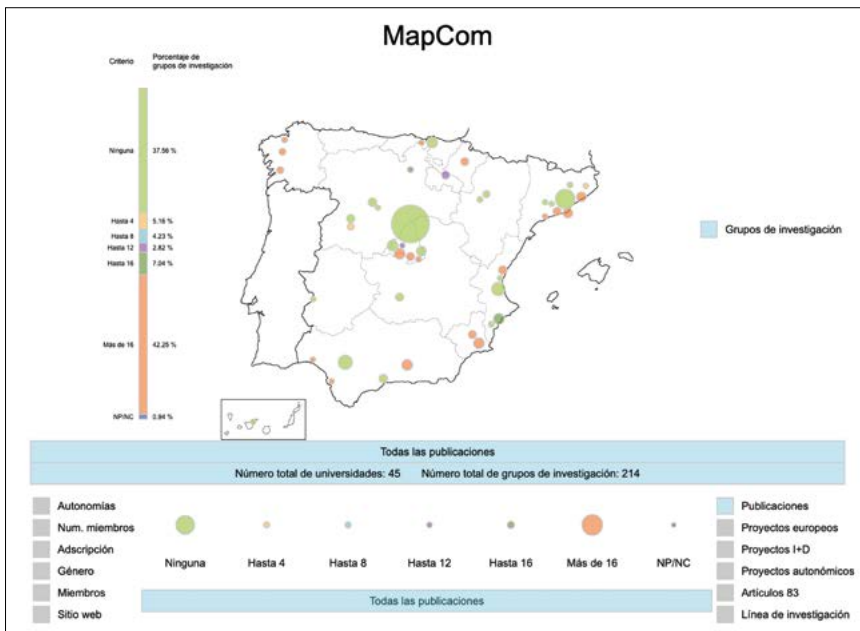 MapCom
Criterio
Porcentaje de
grupos de investigación
Ninguna 37.56 %
Hasta 4 5.16 %
Hasta 8 4.23 %
Hasta 12 2.82 %
Hasta 16 7.04 %
Más de 16 42.25 %
NP/NC 0.94 %
Grupos de investigación
Todas las publicaciones
Número total de universidades: 45 Número total de grupos de investigación: 214
Autonomías
Num. miembros
Adscripción
Género
Miembros
Sitio web
Ninguna Hasta 4 Hasta 8 Hasta 12 Hasta 16 Más de 16 NP/NC
Todas las publicaciones
Publicaciones
Proyectos europeos
Proyectos I+D
Proyectos autonómicos
Artículos 83
Línea de investigación